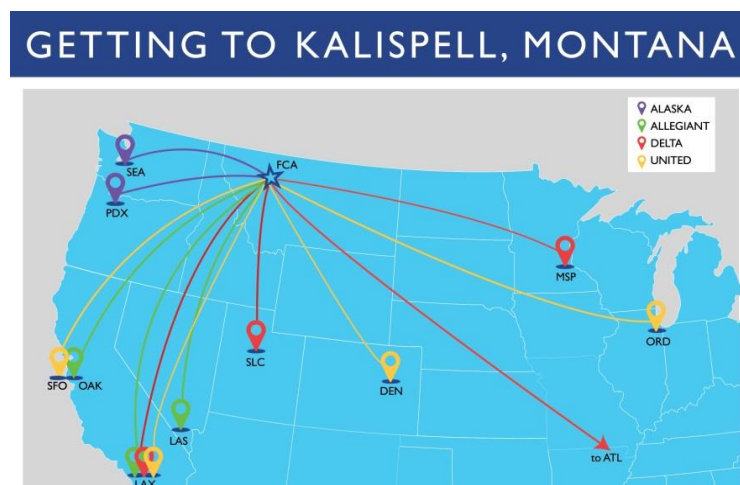 GETTING TO KALISPELL, MONTANA
ALASKA
ALLEGIANT
DELTA
UNITED
FCA
SEA
PDX
MSP
ORD
SLC
SFO
OAK
DEN
LAS
to ATL
LAX